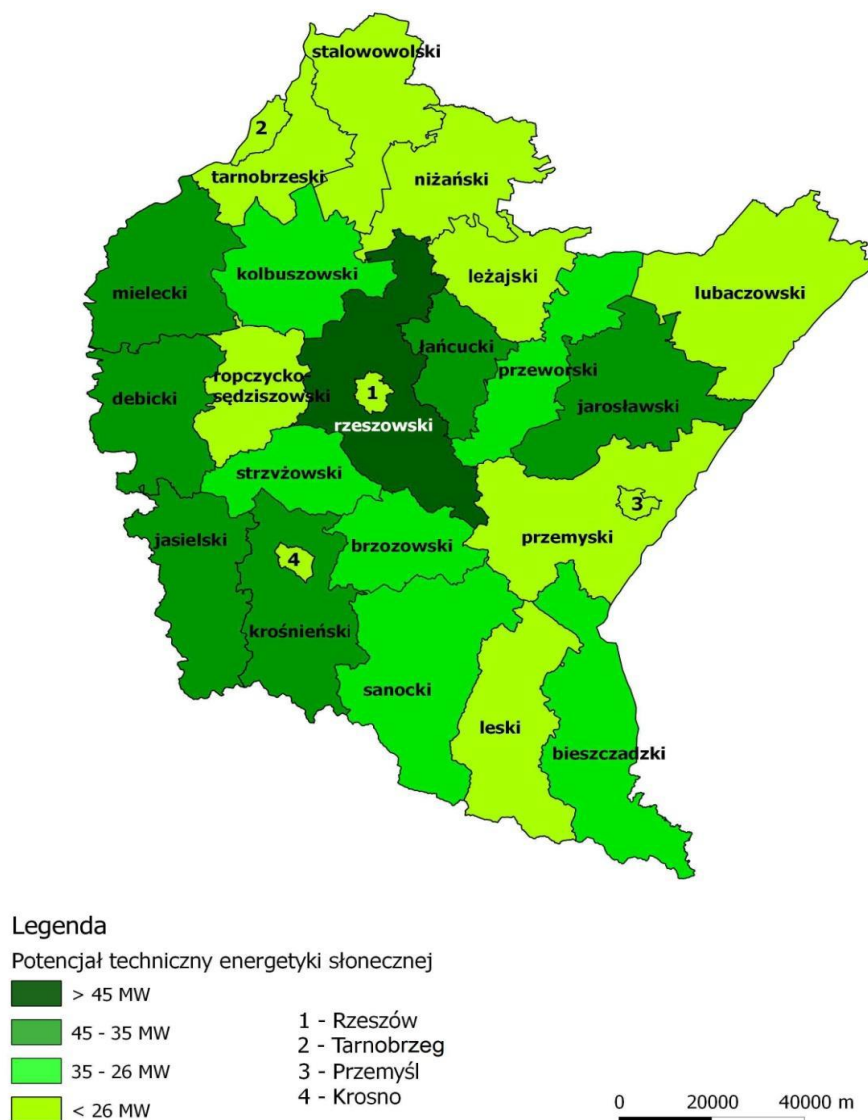 stalowowolski
2
tarnobrzeski
niżański
kolbuszowski
leżajski
mielecki
lubaczowski
łańcucki
ropczycko-
sędziszowski
przeworski
debicki
1
jarosławski
rzeszowski
strzyżowski
3
jasielski
brzozowski
przemyski
4
krośnieński
sanocki
leski
bieszczadzki
Legenda
Potencjał techniczny energetyki słonecznej
> 45 MW
45 - 35 MW
35 - 26 MW
< 26 MW
1 - Rzeszów
2 - Tarnobrzeg
3 - Przemyśl
4 - Krosno
0 20000 40000 m